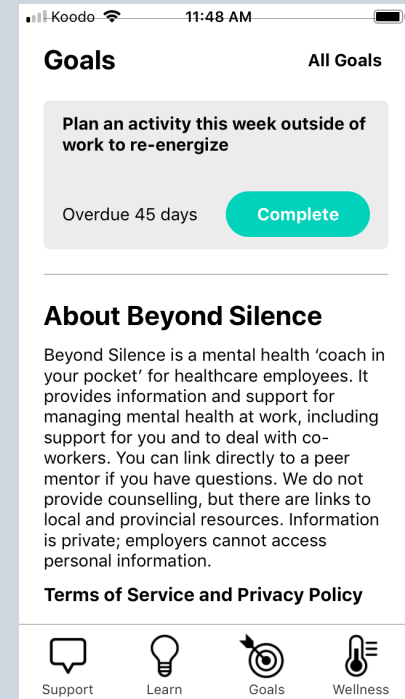 Koodo 11:48 AM
Goals All Goals
Plan an activity this week outside of
work to re-energize
Overdue 45 days Complete
About Beyond Silence
Beyond Silence is a mental health ‘coach in
your pocket’ for healthcare employees. It
provides information and support for
managing mental health at work, including
support for you and to deal with co-
workers. You can link directly to a peer
mentor if you have questions. We do not
provide counselling, but there are links to
local and provincial resources. Information
is private; employers cannot access
personal information.
Terms of Service and Privacy Policy
Support Learn Goals Wellness